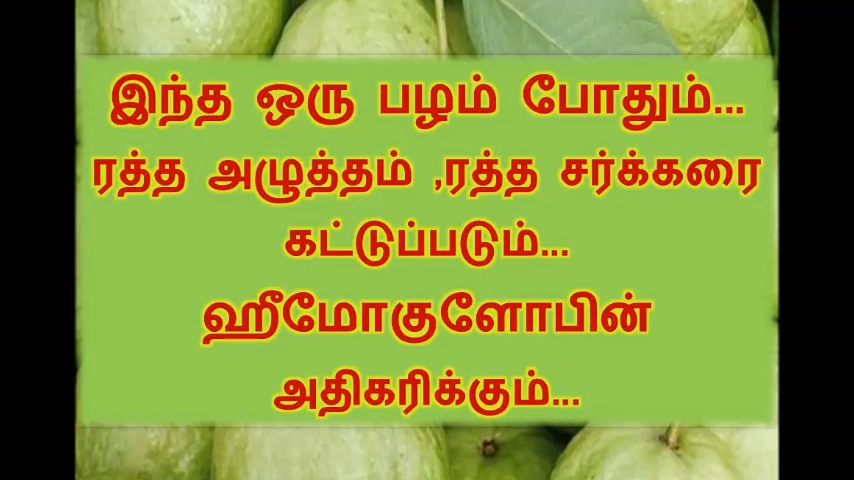 இந்த ஒரு பழம் போதும்...
ரத்த அழுத்தம் ,ரத்த சர்க்கரை
கட்டுப்படும்...
ஹீமோகுளோபின்
அதிகரிக்கும்...